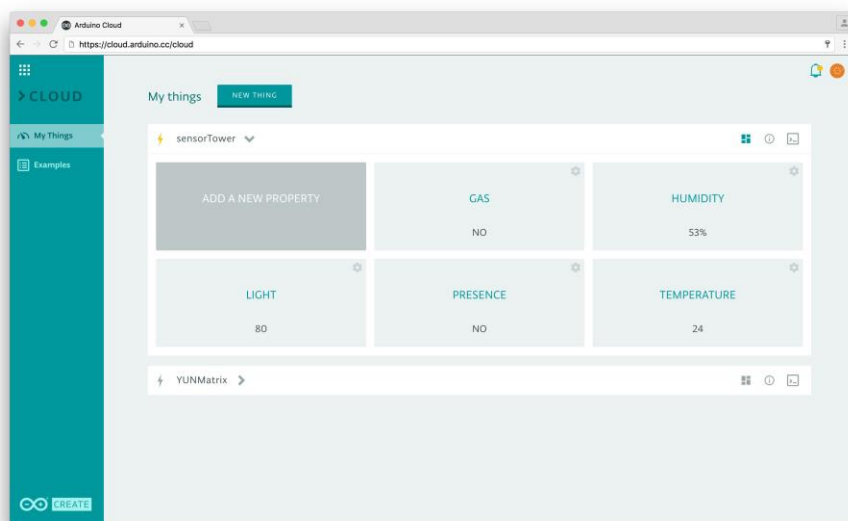 Arduino Cloud
https://cloud.arduino.cc/cloud
>CLOUD
My Things
Examples
My things
NEW THING
sensorTower
ADD A NEW PROPERTY
GAS
NO
HUMIDITY
53%
LIGHT
80
PRESENCE
NO
TEMPERATURE
24
YUNMatrix
CREATE